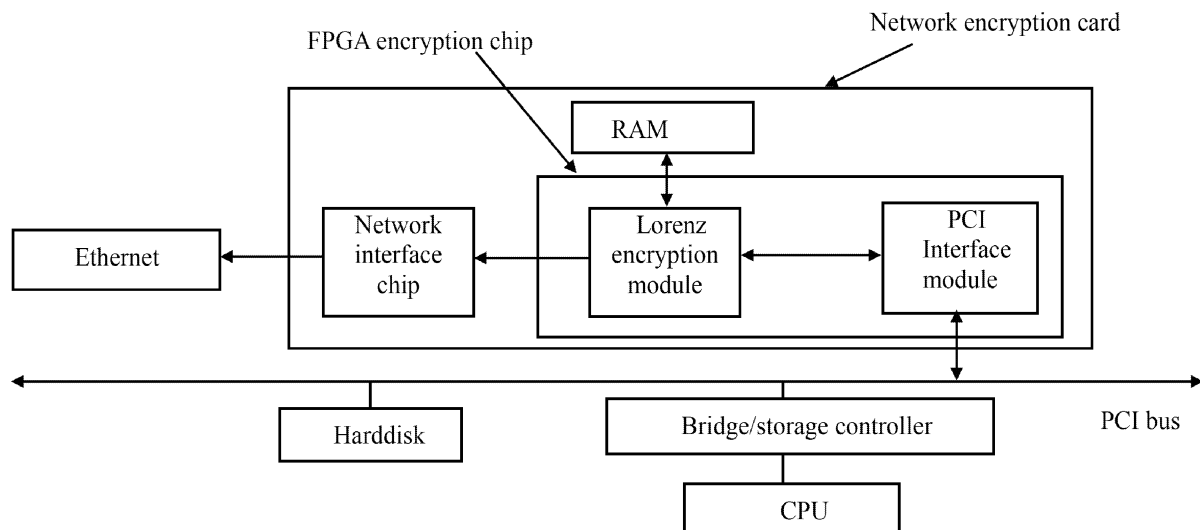 Network encryption card
FPGA encryption chip
RAM
Network
interface
chip
Lorenz
encryption
module
PCI
Interface
module
Ethernet
Harddisk
Bridge/storage controller
PCI bus
CPU